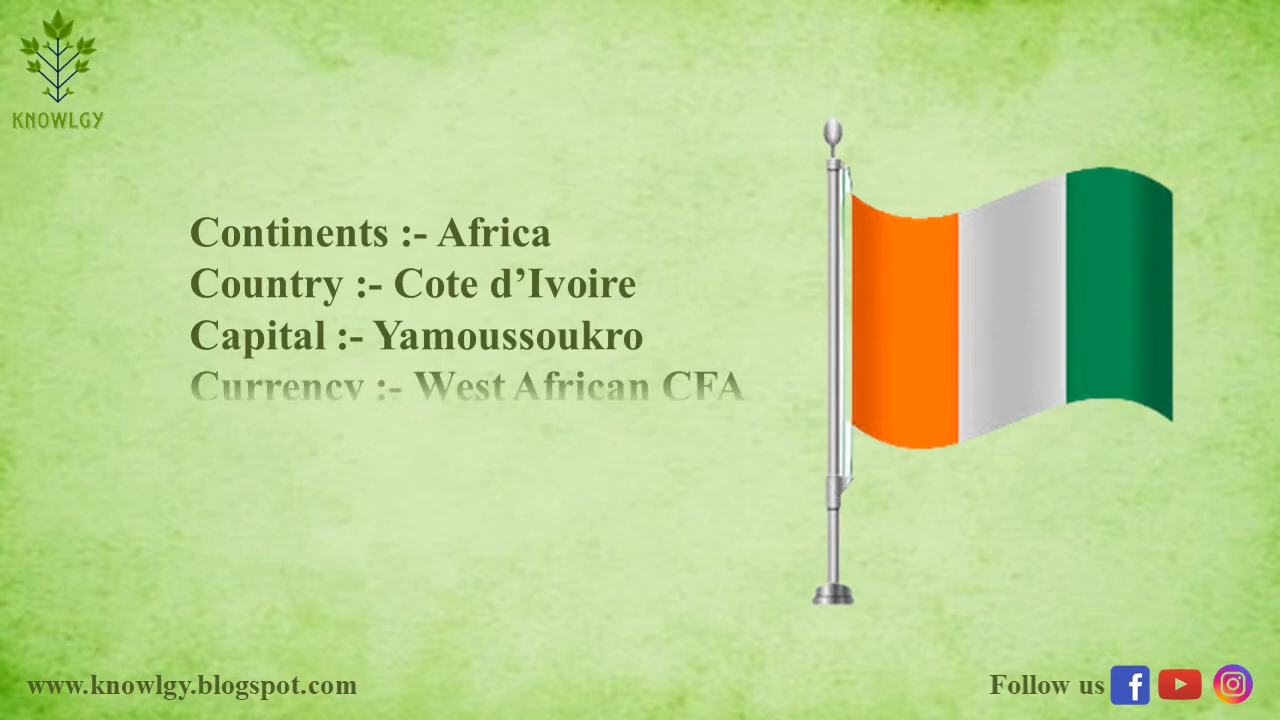 KNOWLGY
Continents :- Africa
Country :- Cote d’Ivoire
Capital :- Yamoussoukro
Currency :- West African CFA
www.knowlgy.blogspot.com
Follow us